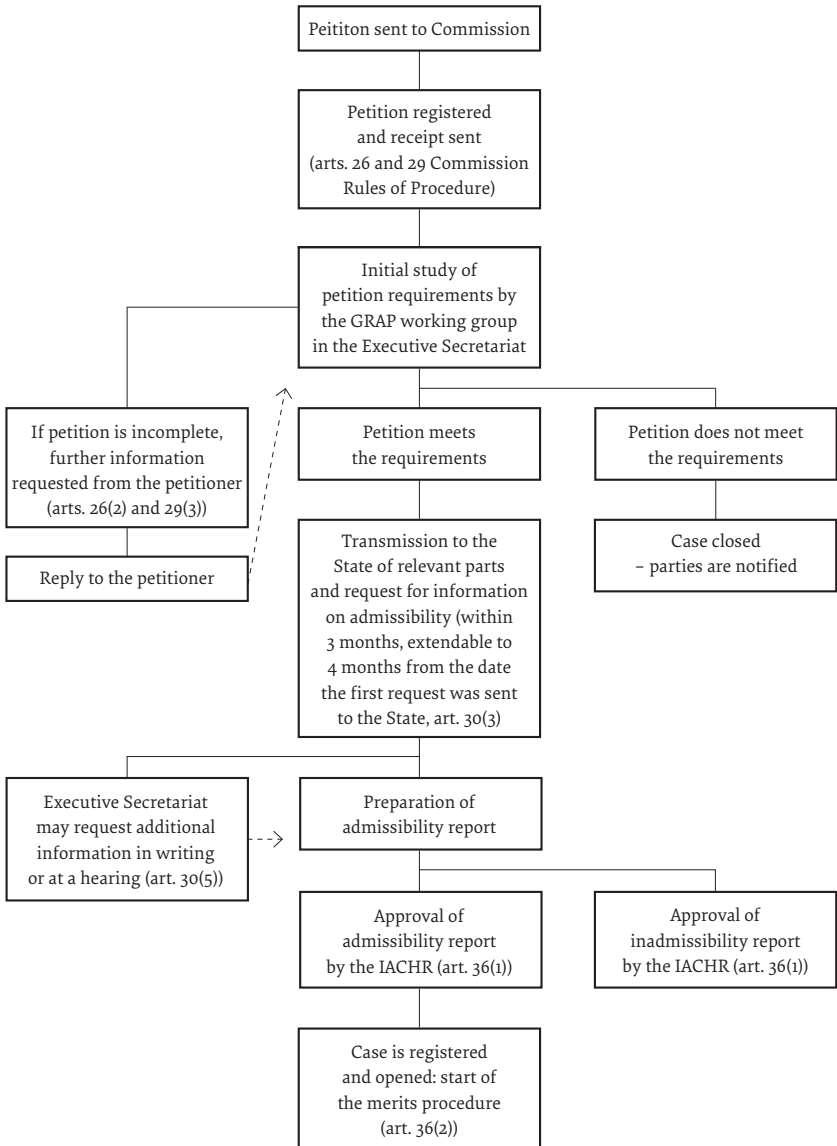 Peititon sent to Commission
Petition registered
and receipt sent
(arts. 26 and 29 Commission
Rules of Procedure)
Initial study of
petition requirements by
the GRAP working group
in the Executive Secretariat
If petition is incomplete,
further information
requested from the petitioner
(arts. 26(2) and 29(3))
Petition meets
the requirements
Petition does not meet
the requirements
Reply to the petitioner
Transmission to the
State of relevant parts
and request for information
on admissibility (within
3 months, extendable to
4 months from the date
the first request was sent
to the State, art. 30(3)
Case closed
– parties are notified
Executive Secretariat
may request additional
information in writing
or at a hearing (art. 30(5))
Preparation of
admissibility report
Approval of
admissibility report
by the IACHR (art. 36(1))
Approval of
inadmissibility report
by the IACHR (art. 36(1))
Case is registered
and opened: start of
the merits procedure
(art. 36(2))